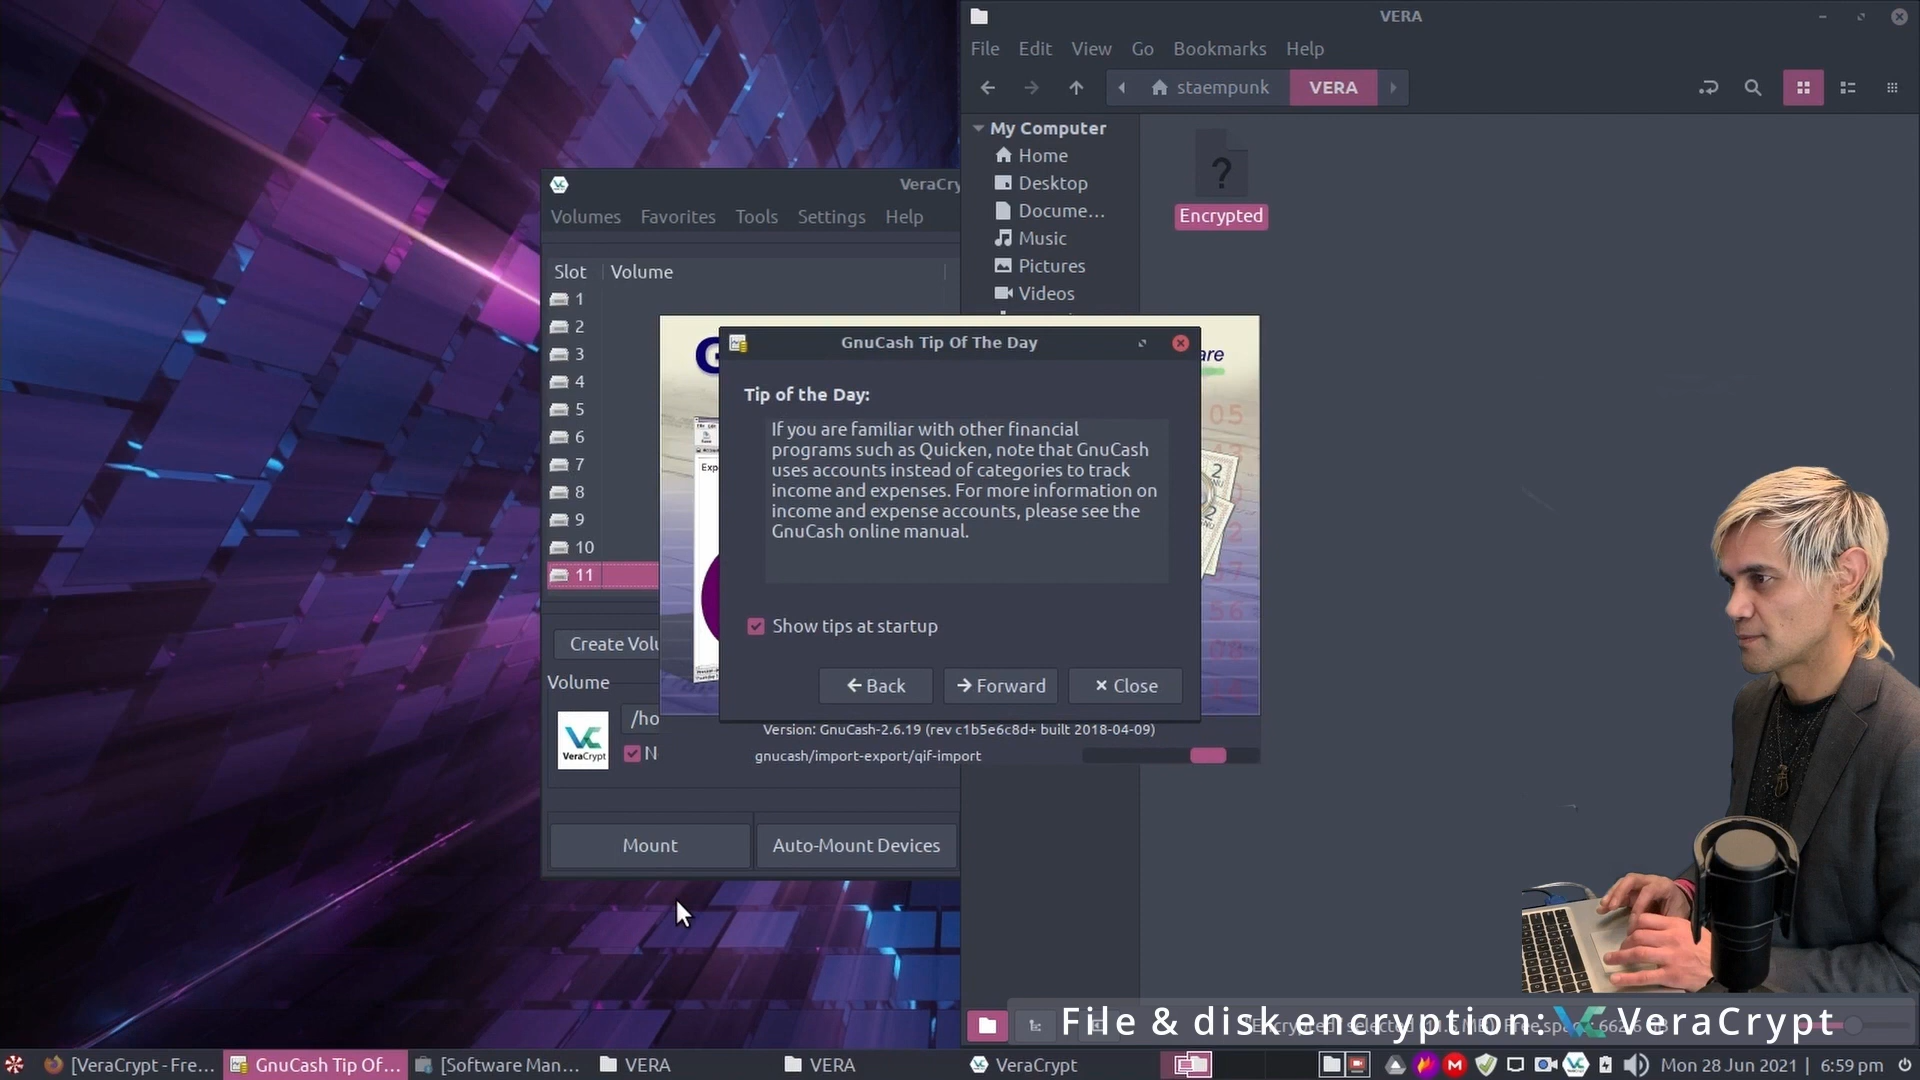 VERA
File Edit View Go Bookmarks Help
staempunk VERA
My Computer
Home
Desktop
Docume...
Music
Pictures
Videos
Encrypted
VeraCry
Volumes Favorites Tools Settings Help
Slot Volume
1
2
3
4
5
6
7
8
9
10
11
Create Volu
Volume
/ho
VeraCrypt
N
Mount Auto-Mount Devices
G
are
Exp
05
GnuCash Tip Of The Day
Tip of the Day:
If you are familiar with other financial
programs such as Quicken, note that GnuCash
uses accounts instead of categories to track
income and expenses. For more information on
income and expense accounts, please see the
GnuCash online manual.
Show tips at startup
Back Forward Close
Version: GnuCash-2.6.19 (rev c1b5e6c8d+ built 2018-04-09)
gnucash/import-export/qif-import
File & disk encryption: VeraCrypt
[VeraCrypt - Fre... GnuCash Tip Of... [Software Man... VERA VERA VeraCrypt Mon 28 Jun 2021 6:59 pm